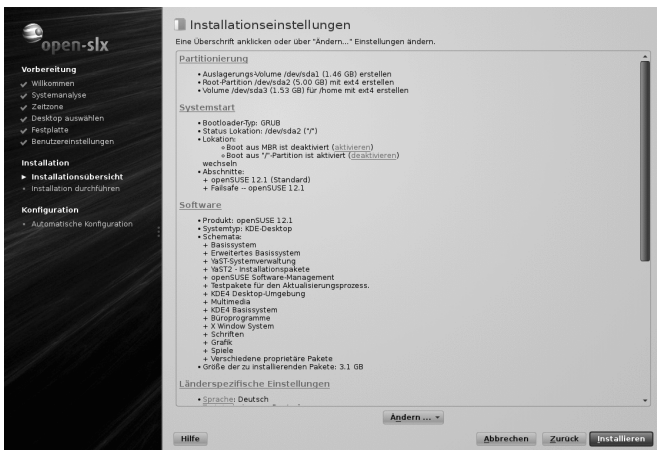 open-slx
Vorbereitung
Willkommen
Systemanalyse
Zeitzone
Desktop auswählen
Festplatte
Benutzereinstellungen
Installation
Installationsübersicht
Installation durchführen
Konfiguration
Automatische Konfiguration
Installationseinstellungen
Eine Überschrift anklicken oder über "Ändern..." Einstellungen ändern.
Partitionierung
• Auslagerungs-Volume /dev/sda1 (1.46 GB) erstellen
• Root-Partition /dev/sda2 (5.00 GB) mit ext4 erstellen
• Volume /dev/sda3 (1.53 GB) für /home mit ext4 erstellen
Systemstart
• Bootloader-Typ: GRUB
• Status Lokation: /dev/sda2 ("/")
• Lokation:
Boot aus MBR ist deaktiviert (aktivieren)
Boot aus "/"-Partition ist aktiviert (deaktivieren)
wechseln
• Abschnitte:
+ openSUSE 12.1 (Standard)
+ Failsafe -- openSUSE 12.1
Software
• Produkt: openSUSE 12.1
• Systemtyp: KDE-Desktop
• Schemata:
+ Basissystem
+ Erweitertes Basissystem
+ YaST-Systemverwaltung
+ YaST2 - Installationspakete
+ openSUSE Software-Management
+ Testpakete für den Aktualisierungsprozess.
+ KDE4 Desktop-Umgebung
+ Multimedia
+ KDE4 Basissystem
+ Büroprogramme
+ X Window System
+ Schriften
+ Grafik
+ Spiele
+ Verschiedene proprietäre Pakete
• Größe der zu installierenden Pakete: 3.1 GB
Länderspezifische Einstellungen
• Sprache: Deutsch
Ändern ...
Hilfe
Abbrechen
Zurück
Installieren